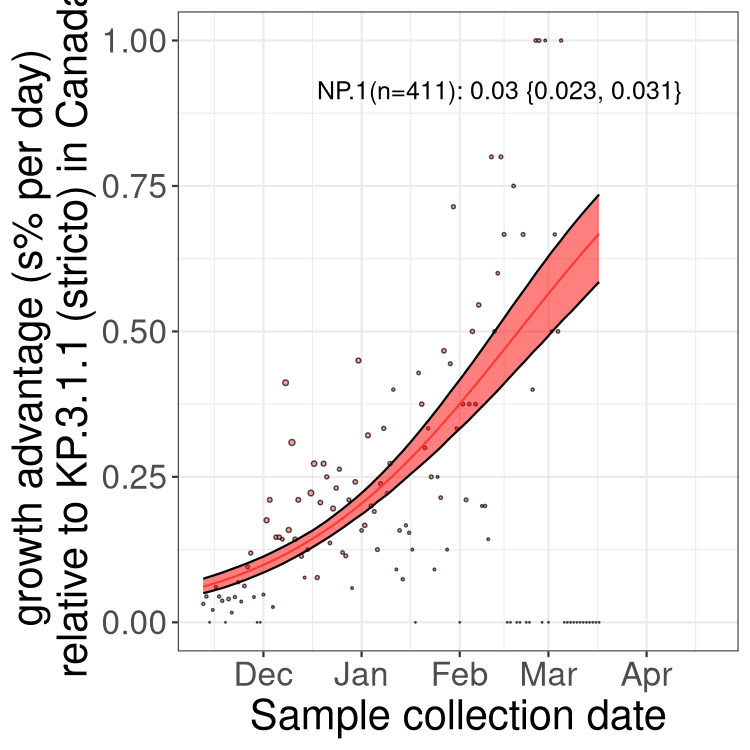 growth advantage (s% per day)
relative to KP.3.1.1 (stricto) in Canada
1.00
0.75
0.50
0.25
0.00
NP.1(n=411): 0.03 {0.023, 0.031}
Dec Jan Feb Mar Apr
Sample collection date